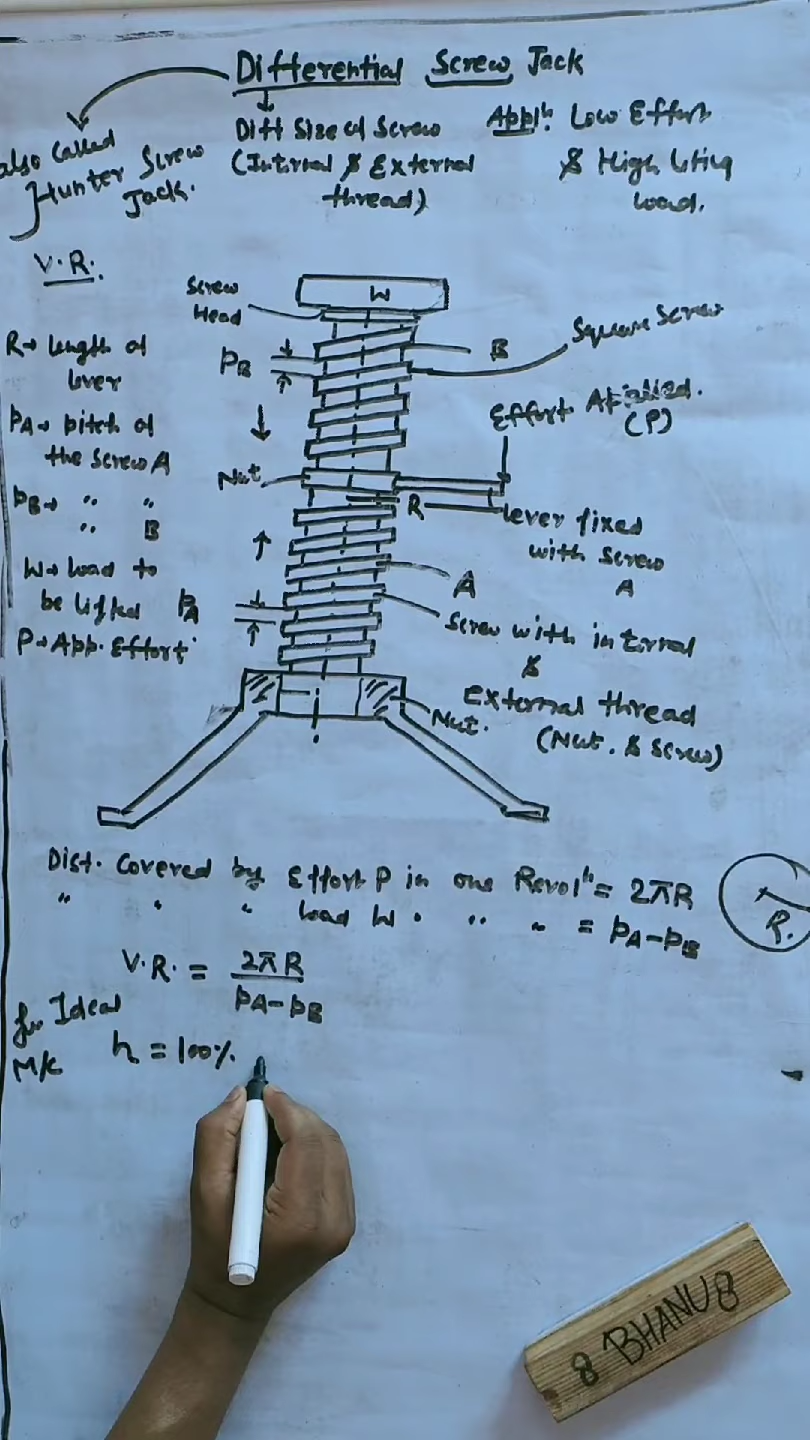 Differential Screw Jack
also Called
Hunter Screw
Jack.
Diff Size of Screw
(Internal & External
thread)
Appln: Low Effort
& High lifting
load.
V.R.
R→ length of
lever
PA→ pitch of
the Screw A
PB→ " "
" B
W→ Load to
be lifted
P→ App. Effort
Screw
Head
W
PB
B
Square Screw
Effort Applied.
(P)
Nut
R
lever fixed
with Screw
A
A
PA
Screw with internal
&
External thread
(Nut. & Screw)
Nut.
Dist. Covered by Effort P in one Revoln = 2πR
" " " load W " " " = PA-PB
R.
V.R. = 2πR
PA-PB
for Ideal
M/c
η = 100%.
8 BHANU8